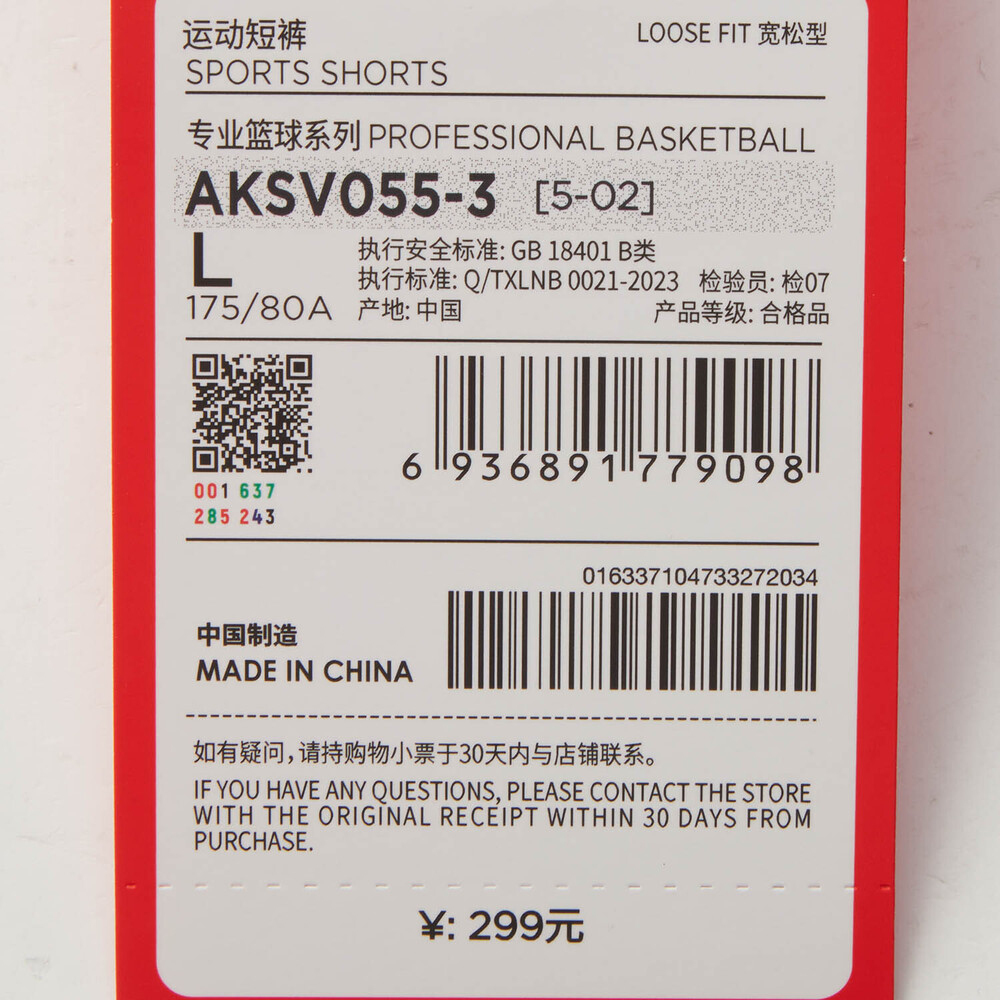 运动短裤
LOOSE FIT 宽松型
SPORTS SHORTS
专业篮球系列 PROFESSIONAL BASKETBALL
AKSV055-3 [5-02]
L
175/80A
执行安全标准: GB 18401 B类
执行标准: Q/TXLNB 0021-2023 检验员: 检07
产地: 中国 产品等级: 合格品
001 637
285 243
6 936891 779098
016337104733272034
中国制造
MADE IN CHINA
如有疑问，请持购物小票于30天内与店铺联系。
IF YOU HAVE ANY QUESTIONS, PLEASE CONTACT THE STORE
WITH THE ORIGINAL RECEIPT WITHIN 30 DAYS FROM
PURCHASE.
¥: 299元